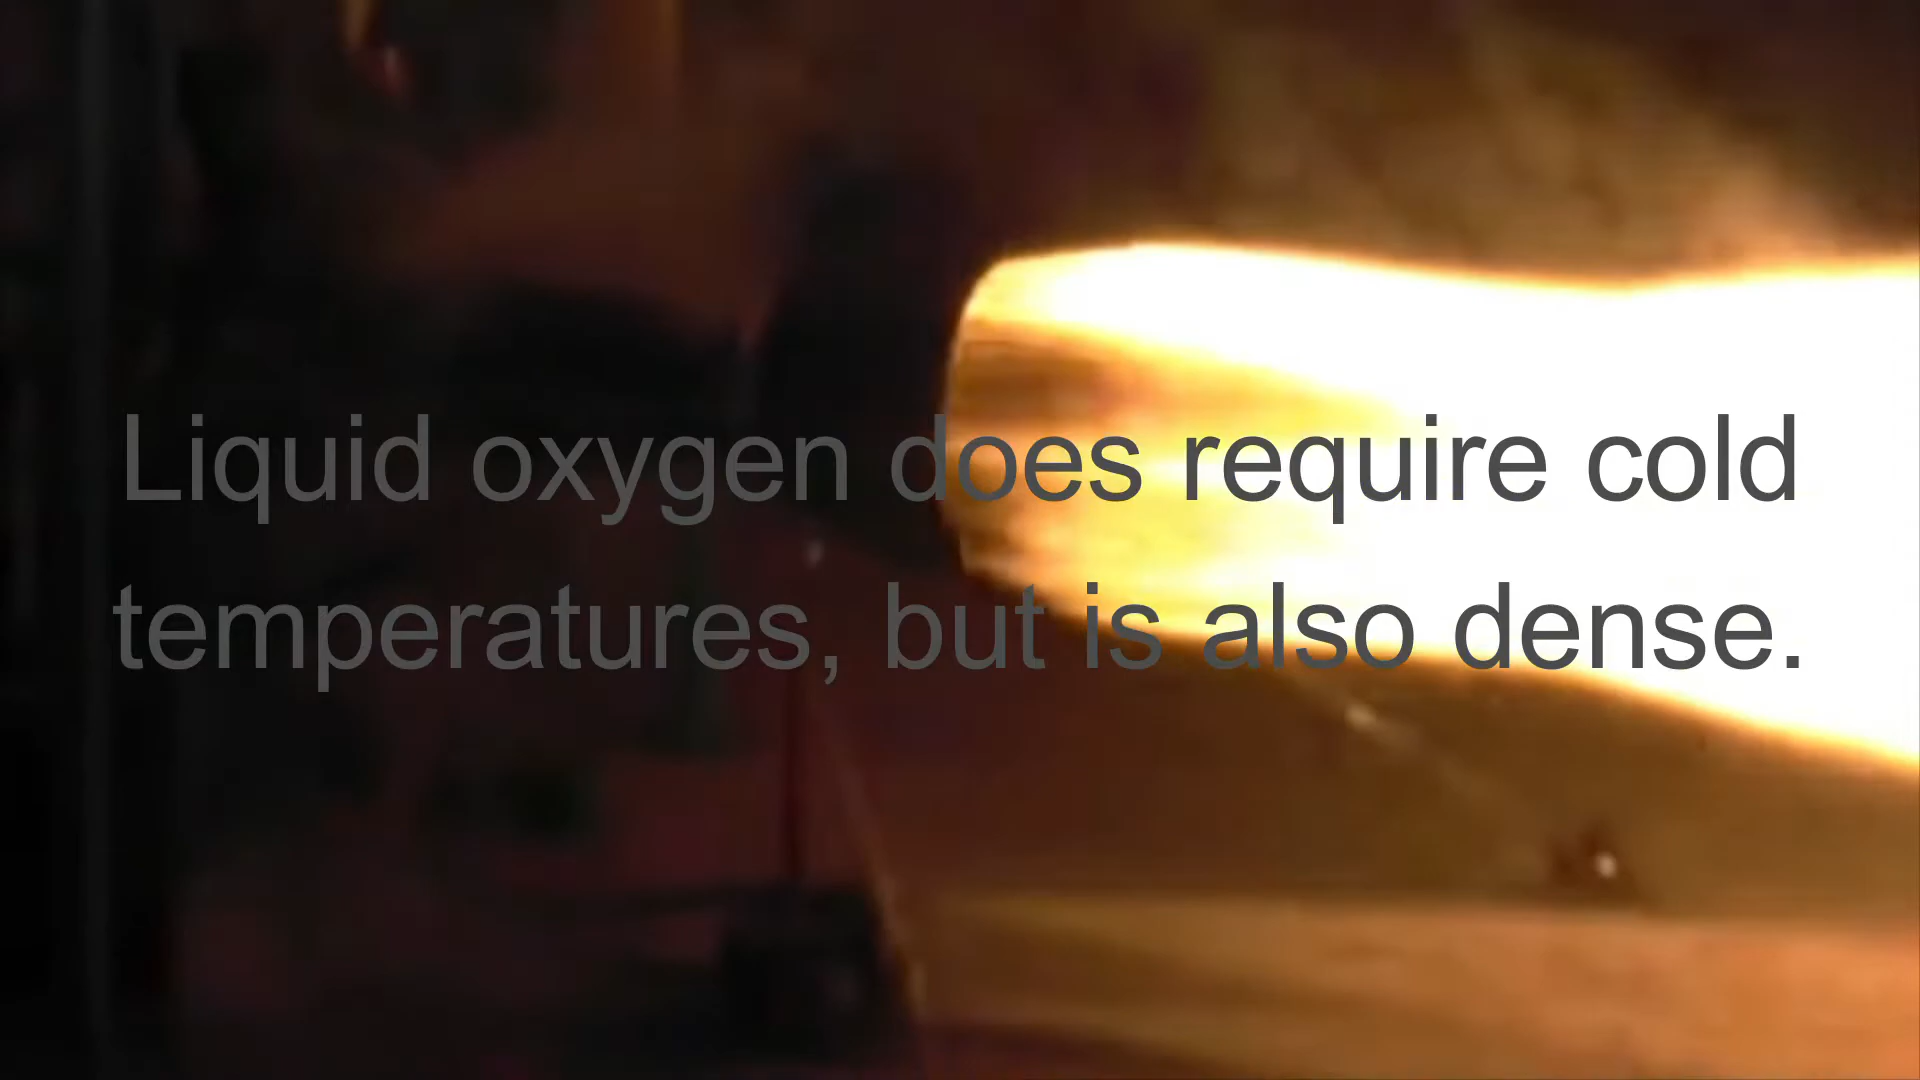 Liquid oxygen does require cold
temperatures, but is also dense.